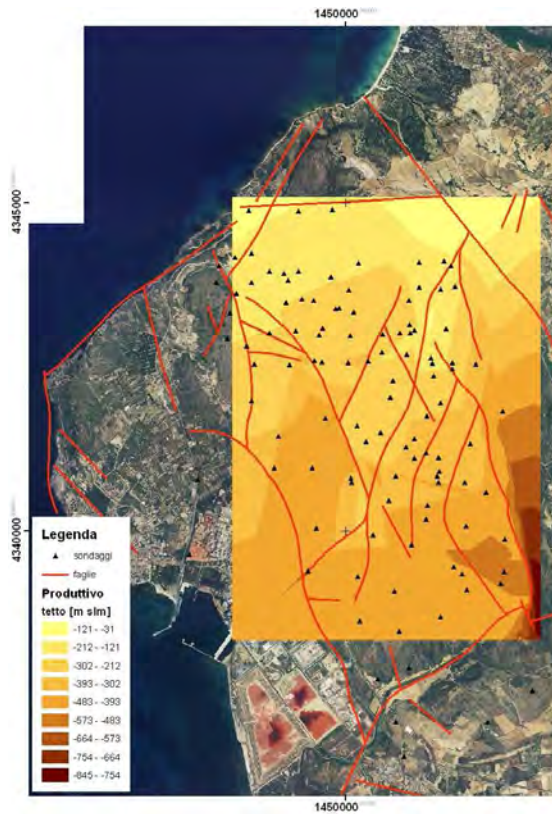 1450000
4345000
4340000
Legenda
sondaggi
faglie
Produttivo
tetto [m slm]
-121 - -31
-212 - -121
-302 - -212
-393 - -302
-483 - -393
-573 - -483
-664 - -573
-754 - -664
-845 - -754
1450000